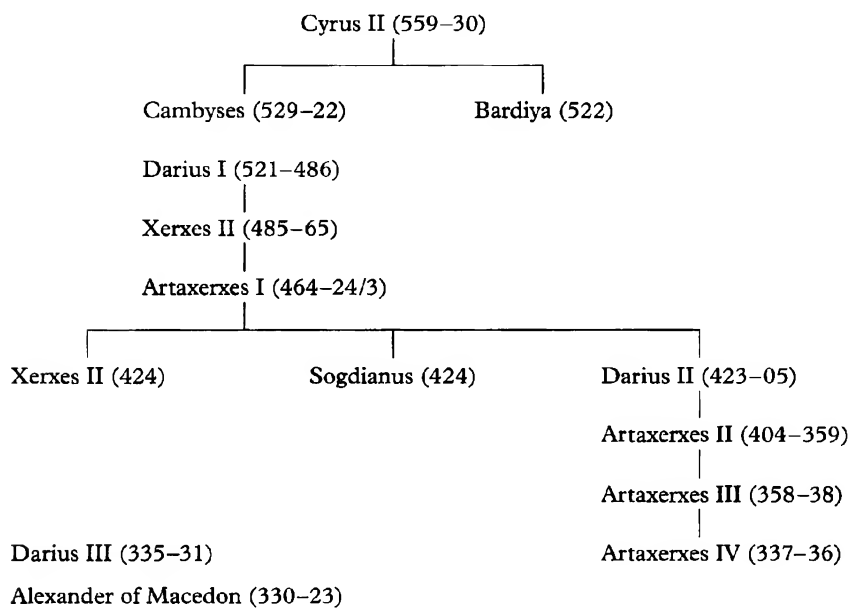 Cyrus II (559–30)
Cambyses (529–22) Bardiya (522)
Darius I (521–486)
Xerxes II (485–65)
Artaxerxes I (464–24/3)
Xerxes II (424) Sogdianus (424) Darius II (423–05)
Artaxerxes II (404–359)
Artaxerxes III (358–38)
Darius III (335–31) Artaxerxes IV (337–36)
Alexander of Macedon (330–23)